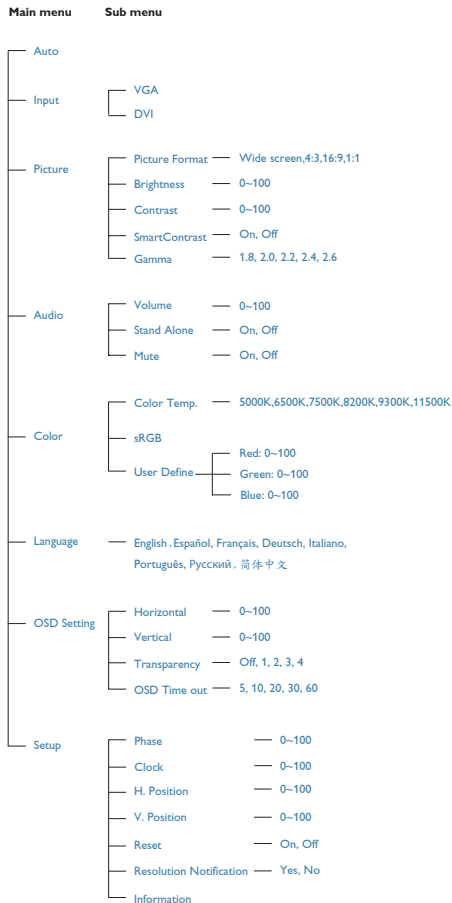 Main menu Sub menu
Auto
Input
VGA
DVI
Picture
Picture Format Wide screen,4:3,16:9,1:1
Brightness 0~100
Contrast 0~100
SmartContrast On, Off
Gamma 1.8, 2.0, 2.2, 2.4, 2.6
Audio
Volume 0~100
Stand Alone On, Off
Mute On, Off
Color
Color Temp. 5000K,6500K,7500K,8200K,9300K,11500K
sRGB
User Define
Red: 0~100
Green: 0~100
Blue: 0~100
Language
English, Español, Français, Deutsch, Italiano,
Português, Русский, 简体中文
OSD Setting
Horizontal 0~100
Vertical 0~100
Transparency Off, 1, 2, 3, 4
OSD Time out 5, 10, 20, 30, 60
Setup
Phase 0~100
Clock 0~100
H. Position 0~100
V. Position 0~100
Reset On, Off
Resolution Notification Yes, No
Information